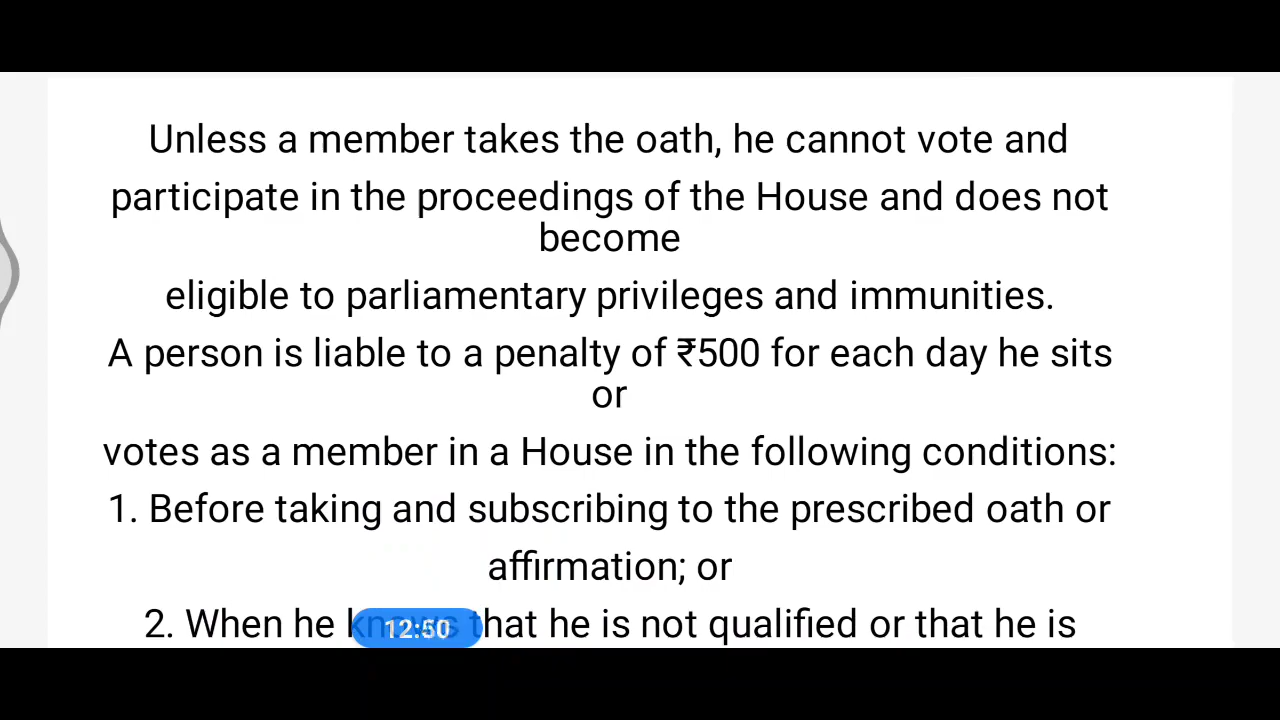 Unless a member takes the oath, he cannot vote and
participate in the proceedings of the House and does not
become
eligible to parliamentary privileges and immunities.
A person is liable to a penalty of ₹500 for each day he sits
or
votes as a member in a House in the following conditions:
1. Before taking and subscribing to the prescribed oath or
affirmation; or
2. When he knows that he is not qualified or that he is
12:50